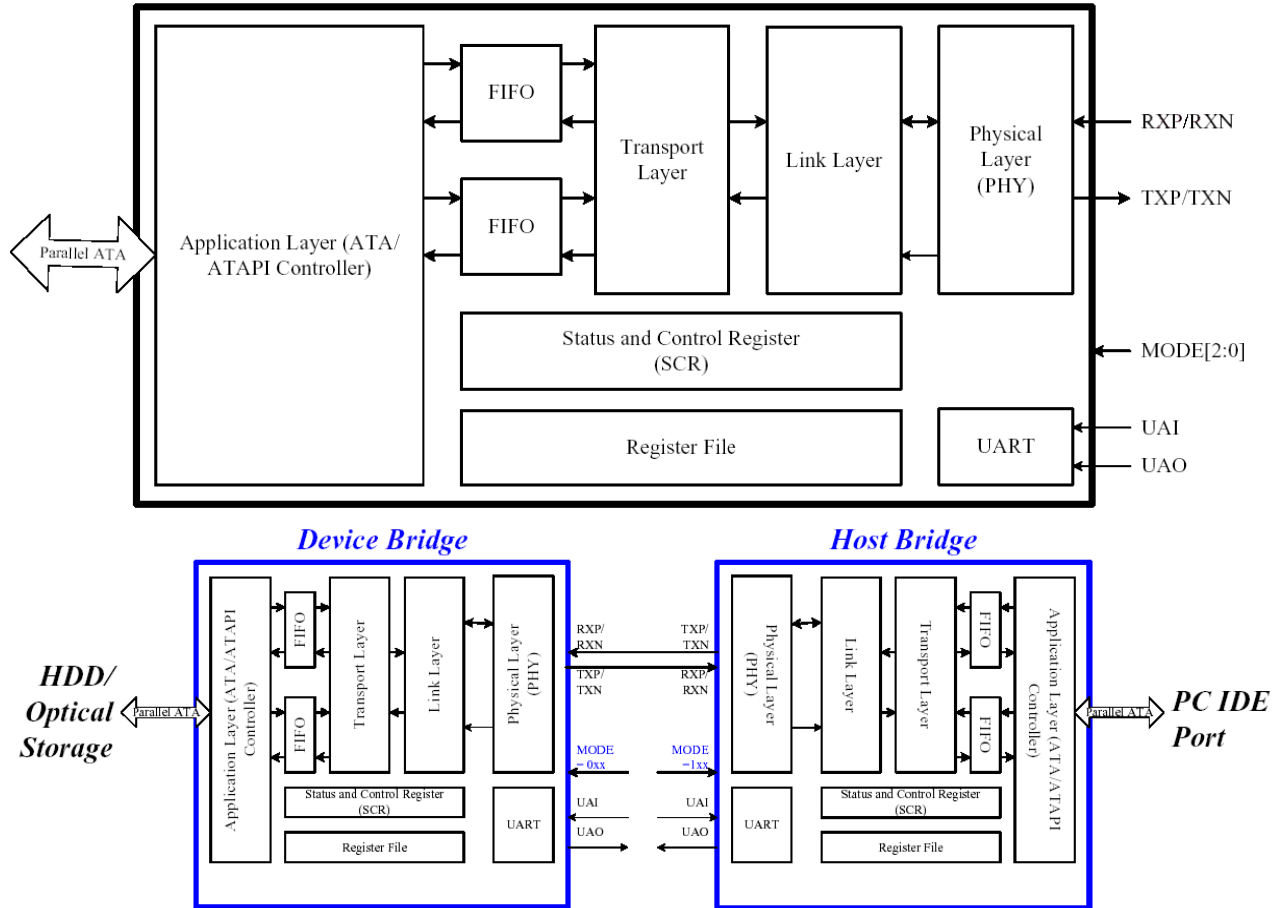 FIFO
FIFO
Transport
Layer
Link Layer
Physical
Layer
(PHY)
RXP/RXN
TXP/TXN
Parallel ATA
Application Layer (ATA/
ATAPI Controller)
Status and Control Register
(SCR)
MODE[2:0]
Register File
UART
UAI
UAO
Device Bridge
Host Bridge
HDD/
Optical
Storage
Parallel ATA
Application Layer (ATA/ATAPI
Controller)
FIFO
FIFO
Transport Layer
Link Layer
Physical Layer
(PHY)
Status and Control Register
(SCR)
Register File
UART
RXP/
RXN
TXP/
TXN
MODE
= 0xx
UAI
UAO
TXP/
TXN
RXP/
RXN
MODE
=1xx
UAI
UAO
Physical Layer
(PHY)
Link Layer
Transport Layer
FIFO
FIFO
Application Layer (ATA/ATAPI
Controller)
Status and Control Register
(SCR)
Register File
UART
Parallel ATA
PC IDE
Port